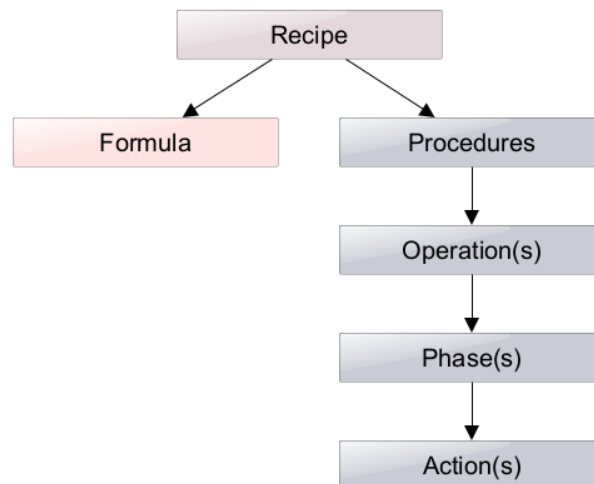 Recipe
Formula
Procedures
Operation(s)
Phase(s)
Action(s)